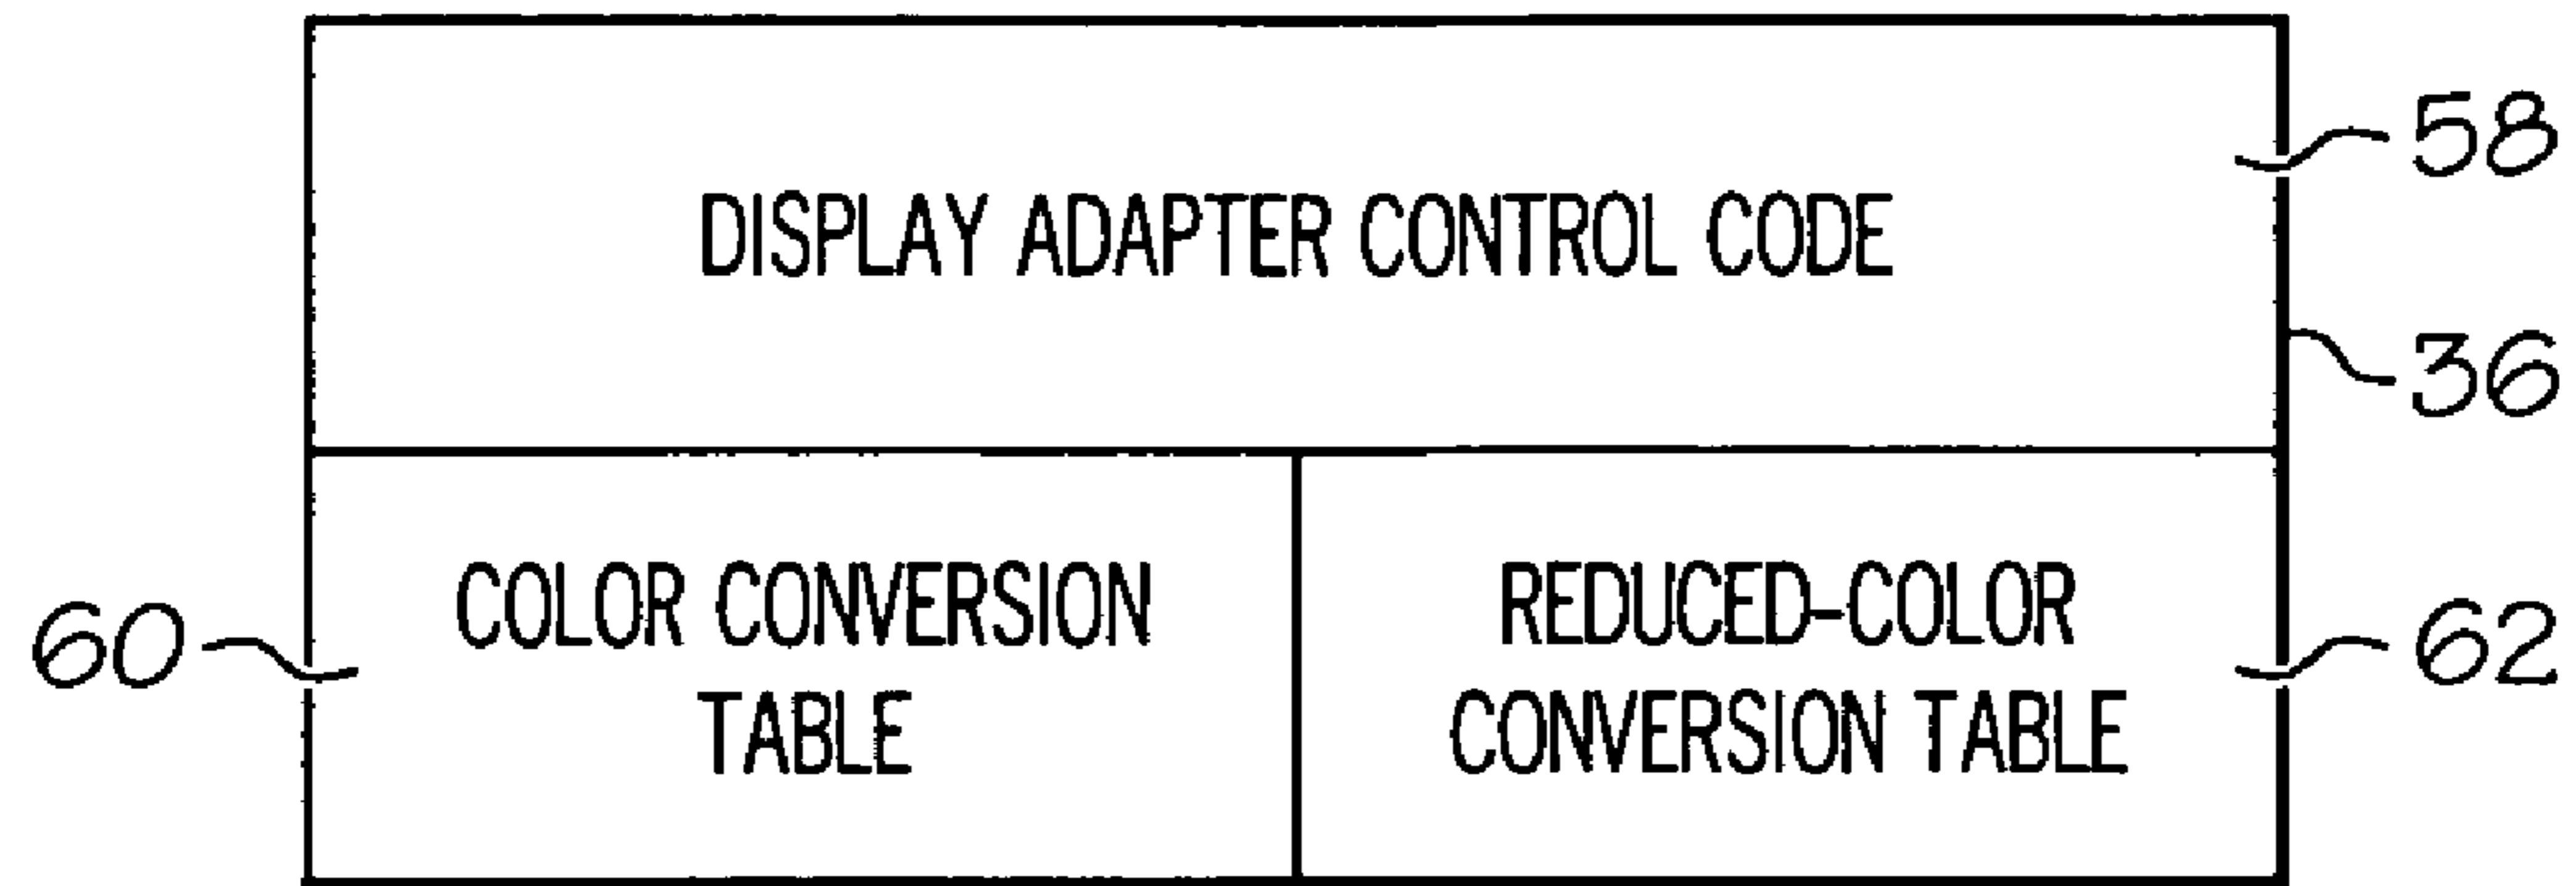 58
DISPLAY ADAPTER CONTROL CODE
36
60
COLOR CONVERSION
TABLE
REDUCED-COLOR
CONVERSION TABLE
62